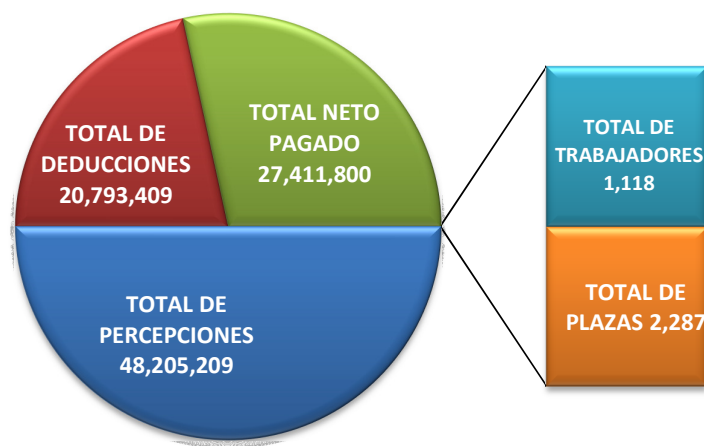 TOTAL DE
DEDUCCIONES
20,793,409
TOTAL NETO
PAGADO
27,411,800
TOTAL DE
PERCEPCIONES
48,205,209
TOTAL DE
TRABAJADORES
1,118
TOTAL DE
PLAZAS 2,287